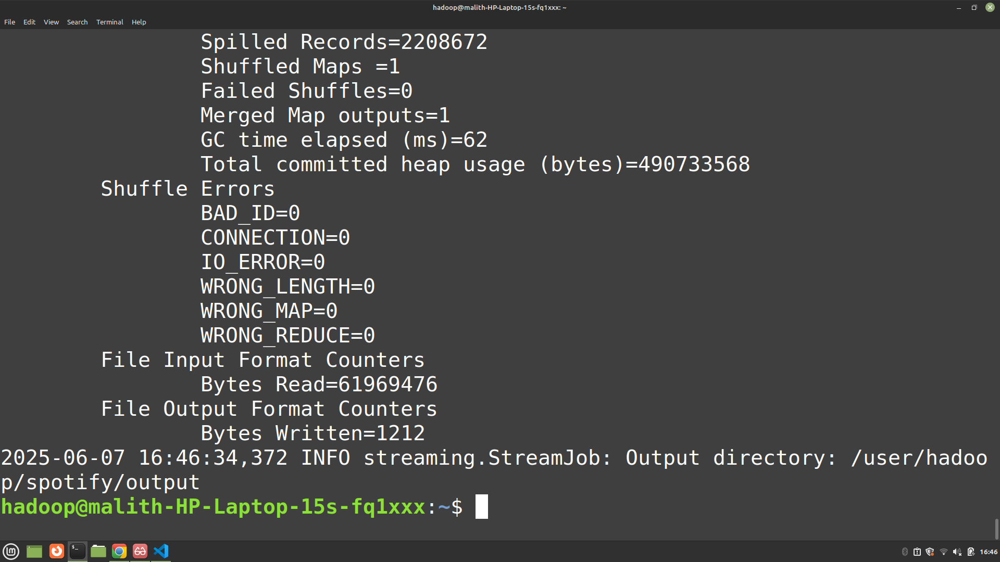 hadoop@malith-HP-Laptop-15s-fq1xxx: ~
File Edit View Search Terminal Help
Spilled Records=2208672
Shuffled Maps =1
Failed Shuffles=0
Merged Map outputs=1
GC time elapsed (ms)=62
Total committed heap usage (bytes)=490733568
Shuffle Errors
BAD_ID=0
CONNECTION=0
IO_ERROR=0
WRONG_LENGTH=0
WRONG_MAP=0
WRONG_REDUCE=0
File Input Format Counters
Bytes Read=61969476
File Output Format Counters
Bytes Written=1212
2025-06-07 16:46:34,372 INFO streaming.StreamJob: Output directory: /user/hadoo
p/spotify/output
hadoop@malith-HP-Laptop-15s-fq1xxx:~$
16:46